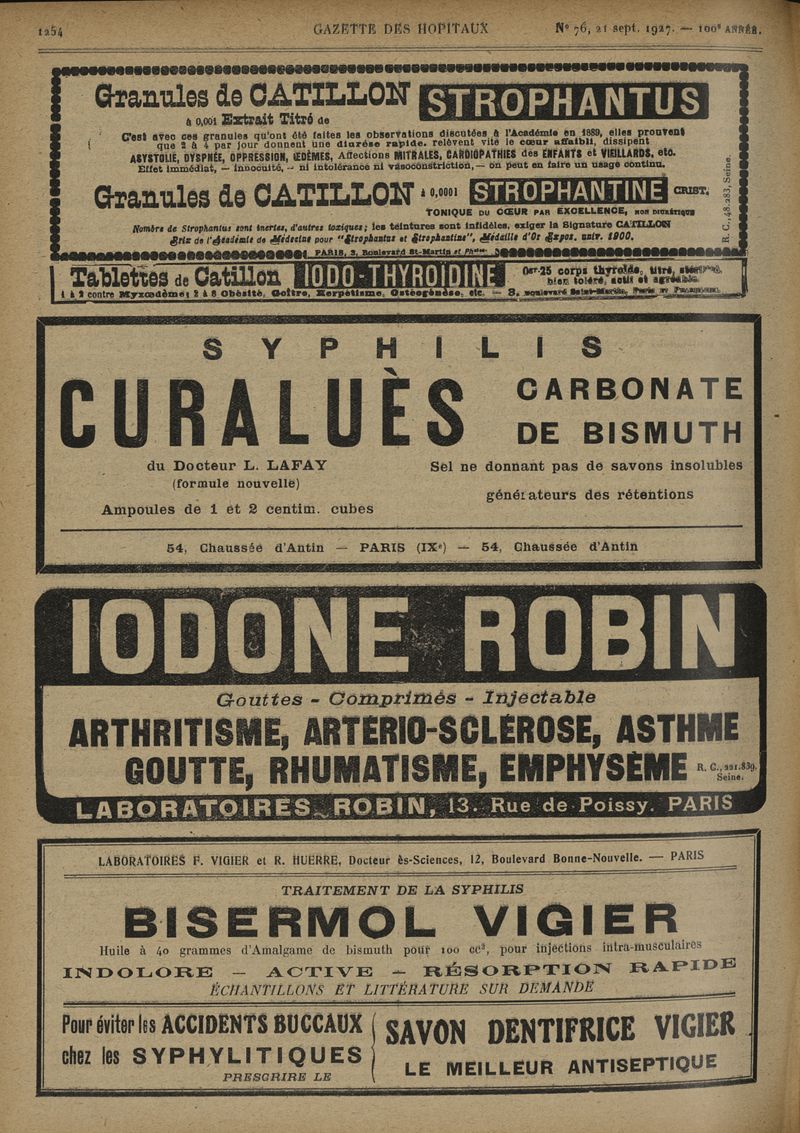 1254 GAZETTE DES HOPITAUX No 76, 21 sept. 1927. — 100e ANNÉE.
Granules de CATILLON STROPHANTUS
à 0,001 Extrait Titré de
C'est avec ces granules qu'ont été faites les observations discutées à l'Académie en 1889, elles prouvent
que 2 à 4 par jour donnent une diurèse rapide, relèvent vite le cœur affaibli, dissipent
ASYSTOLIE, DYSPNÉE, OPPRESSION, ŒDÈMES, Affections MITRALES, CARDIOPATHIES des ENFANTS et VIEILLARDS, etc.
Effet immédiat, — innocuité, — ni intolérance ni vasoconstriction, — on peut en faire un usage continu.
Granules de CATILLON à 0,0001 STROPHANTINE CRIST.
TONIQUE DU CŒUR PAR EXCELLENCE, NON DIURÉTIQUE
Nombre de Strophantus sont inertes, d'autres toxiques; les teintures sont infidèles, exiger la Signature CATILLON
Prix de l'Académie de Médecine pour "Strophantus et Strophantine", Médaille d'Or Expos. univ. 1900.
PARIS, 3, Boulevard St-Martin et Phies
R. C., 48.283, Seine.
Tablettes de Catillon IODO-THYROÏDINE 0gr.25 corps thyroïde, titré,
bien toléré, actif et agréable
1 à 2 contre Myxœdème; 2 à 8 Obésité, Goître, Herpétisme, Ostéogénèse, etc. — 3, Boulevard Saint-Martin, Paris
SYPHILIS
CURALUÈS CARBONATE
DE BISMUTH
du Docteur L. LAFAY
(formule nouvelle)
Ampoules de 1 et 2 centim. cubes
Sel ne donnant pas de savons insolubles
générateurs des rétentions
54, Chaussée d'Antin — PARIS (IXe) — 54, Chaussée d'Antin
IODONE ROBIN
Gouttes - Comprimés - Injectable
ARTHRITISME, ARTÉRIO-SCLÉROSE, ASTHME
GOUTTE, RHUMATISME, EMPHYSÈME R. C., 221.839.
Seine.
LABORATOIRES ROBIN, 13. Rue de Poissy. PARIS
LABORATOIRES F. VIGIER et R. HUERRE, Docteur ès-Sciences, 12, Boulevard Bonne-Nouvelle. — PARIS
TRAITEMENT DE LA SYPHILIS
BISERMOL VIGIER
Huile à 40 grammes d'Amalgame de bismuth pour 100 cc3, pour injections intra-musculaires
INDOLORE — ACTIVE — RÉSORPTION RAPIDE
ÉCHANTILLONS ET LITTÉRATURE SUR DEMANDE
Pour éviter les ACCIDENTS BUCCAUX
chez les SYPHYLITIQUES
PRESCRIRE LE
SAVON DENTIFRICE VIGIER
LE MEILLEUR ANTISEPTIQUE